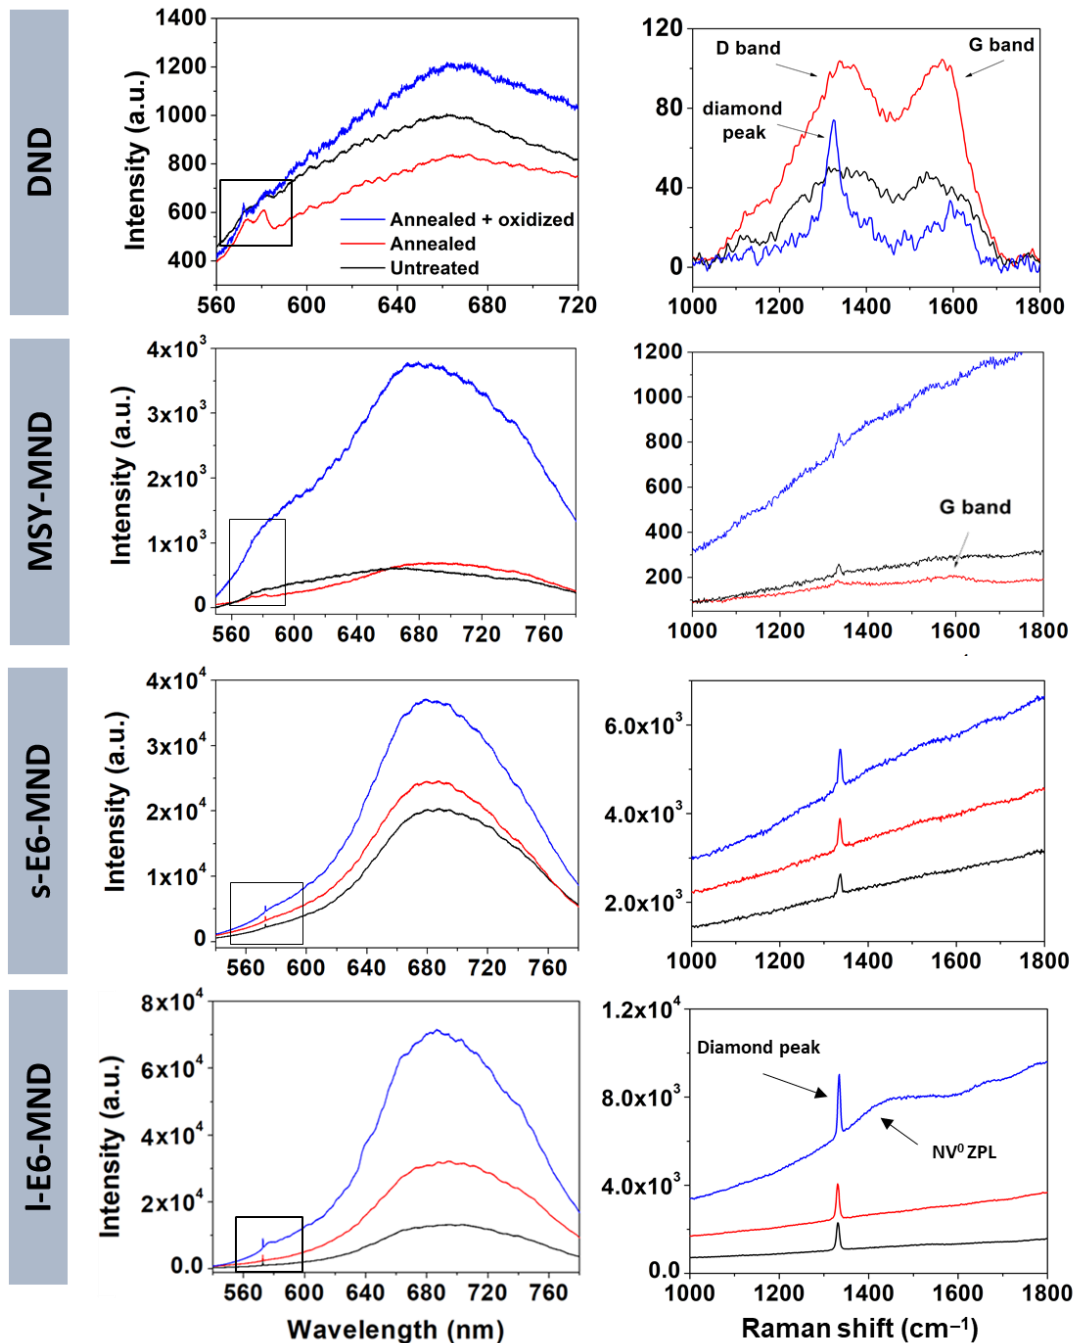 DND
Intensity (a.u.)
1400
1200
1000
800
600
400
560
600
640
680
720
Annealed + oxidized
Annealed
Untreated
120
80
40
0
1000
1200
1400
1600
1800
D band
G band
diamond
peak
MSY-MND
Intensity (a.u.)
4x10³
3x10³
2x10³
1x10³
0
560
600
640
680
720
760
1200
1000
800
600
400
200
1000
1200
1400
1600
1800
G band
s-E6-MND
Intensity (a.u.)
4x10⁴
3x10⁴
2x10⁴
1x10⁴
0
560
600
640
680
720
760
6.0x10³
4.0x10³
2.0x10³
1000
1200
1400
1600
1800
l-E6-MND
Intensity (a.u.)
8x10⁴
6x10⁴
4x10⁴
2x10⁴
0.0
560
600
640
680
720
760
Wavelength (nm)
1.2x10⁴
8.0x10³
4.0x10³
0.0
1000
1200
1400
1600
1800
Diamond peak
NV⁰ ZPL
Raman shift (cm⁻¹)